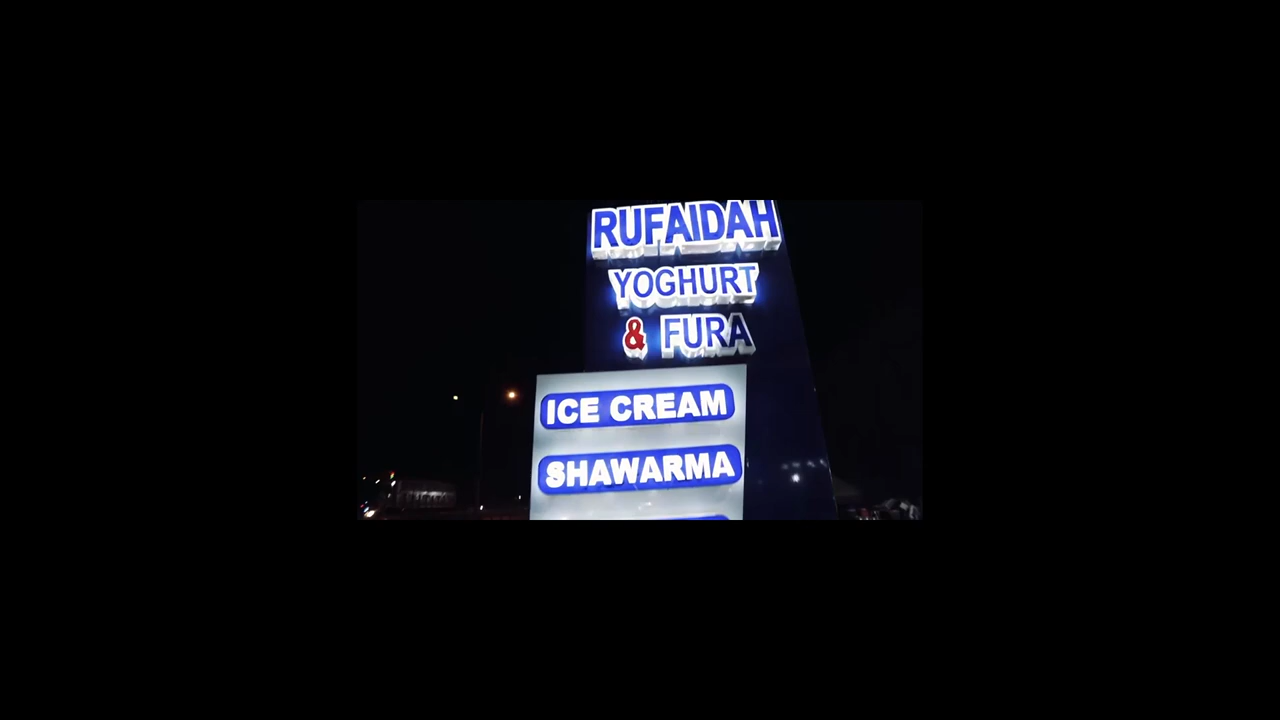 RUFAIDAH
YOGHURT
& FURA
ICE CREAM
SHAWARMA